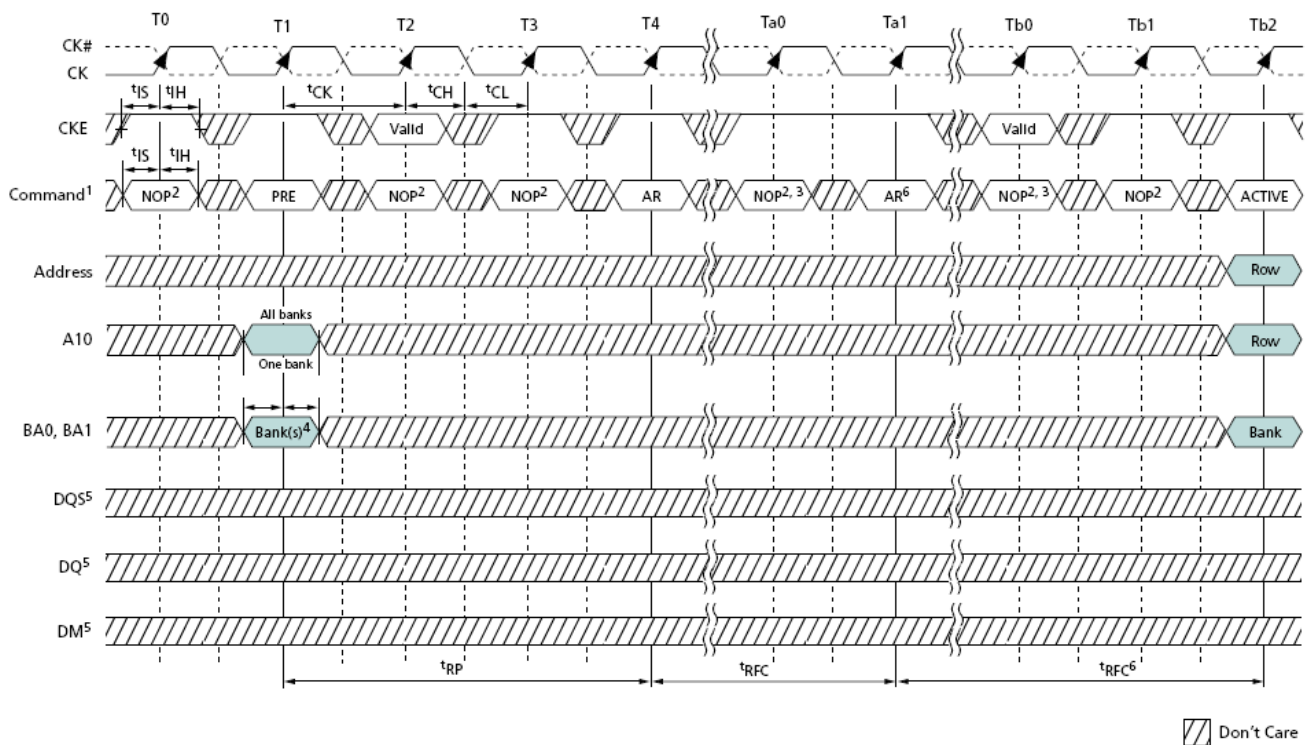 T0 T1 T2 T3 T4 Ta0 Ta1 Tb0 Tb1 Tb2
CK#
CK
tIS tIH tCK tCH tCL
CKE Valid Valid
tIS tIH
Command1 NOP2 PRE NOP2 NOP2 AR NOP2, 3 AR6 NOP2, 3 NOP2 ACTIVE
Address Row
All banks
A10 Row
One bank
BA0, BA1 Bank(s)4 Bank
DQS5
DQ5
DM5
tRP tRFC tRFC6
Don't Care